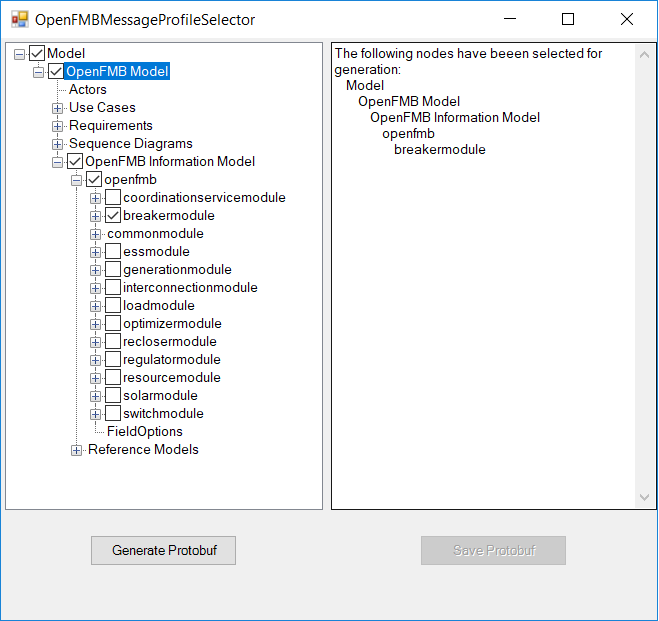 OpenFMBMessageProfileSelector
Model
OpenFMB Model
Actors
Use Cases
Requirements
Sequence Diagrams
OpenFMB Information Model
openfmb
coordinationservicemodule
breakermodule
commonmodule
essmodule
generationmodule
interconnectionmodule
loadmodule
optimizermodule
reclosermodule
regulatormodule
resourcemodule
solarmodule
switchmodule
FieldOptions
Reference Models
The following nodes have beeen selected for
generation:
Model
OpenFMB Model
OpenFMB Information Model
openfmb
breakermodule
Generate Protobuf
Save Protobuf